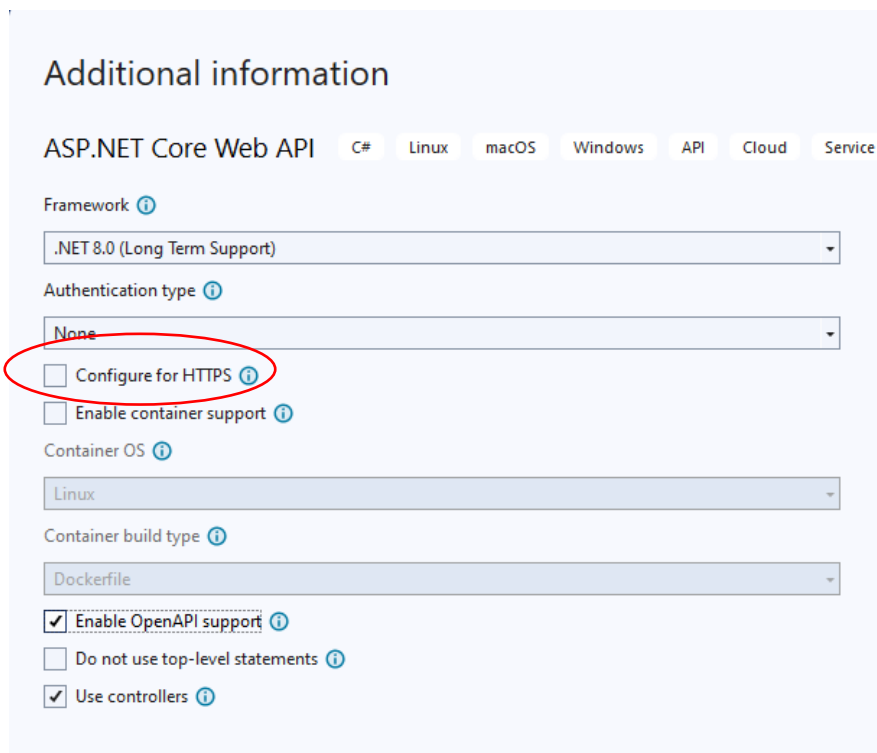 Additional information
ASP.NET Core Web API C# Linux macOS Windows API Cloud Service
Framework
.NET 8.0 (Long Term Support)
Authentication type
None
Configure for HTTPS
Enable container support
Container OS
Linux
Container build type
Dockerfile
Enable OpenAPI support
Do not use top-level statements
Use controllers